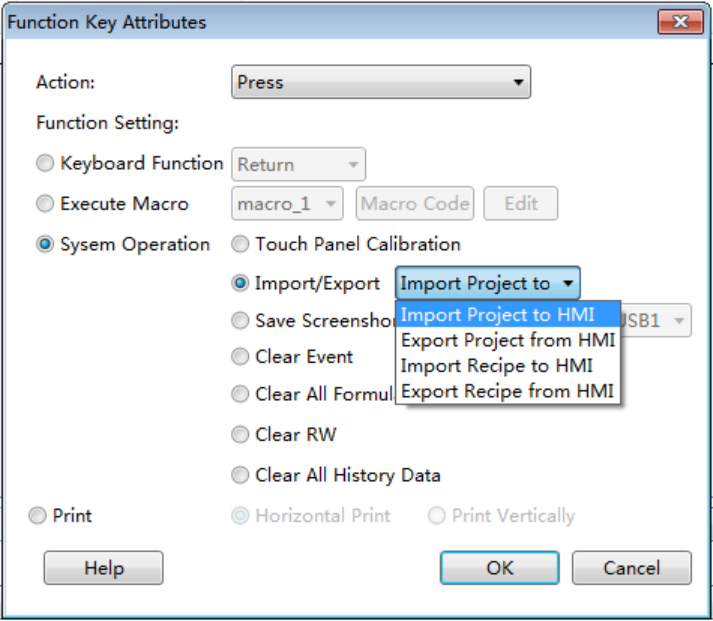 Function Key Attributes
Action: Press
Function Setting:
Keyboard Function Return
Execute Macro macro_1 Macro Code Edit
Sysem Operation Touch Panel Calibration
Import/Export Import Project to
Import Project to HMI
Save Screensho SB1
Export Project from HMI
Clear Event
Import Recipe to HMI
Clear All Formul
Export Recipe from HMI
Clear RW
Clear All History Data
Print Horizontal Print Print Vertically
Help OK Cancel